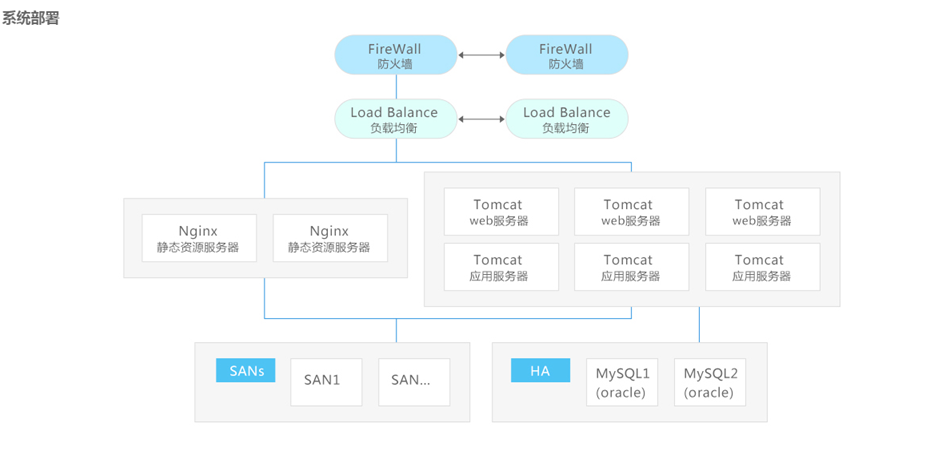 系统部署
FireWall
防火墙
FireWall
防火墙
Load Balance
负载均衡
Load Balance
负载均衡
Nginx
静态资源服务器
Nginx
静态资源服务器
Tomcat
web服务器
Tomcat
web服务器
Tomcat
web服务器
Tomcat
应用服务器
Tomcat
应用服务器
Tomcat
应用服务器
SANs
SAN1
SAN...
HA
MySQL1
(oracle)
MySQL2
(oracle)